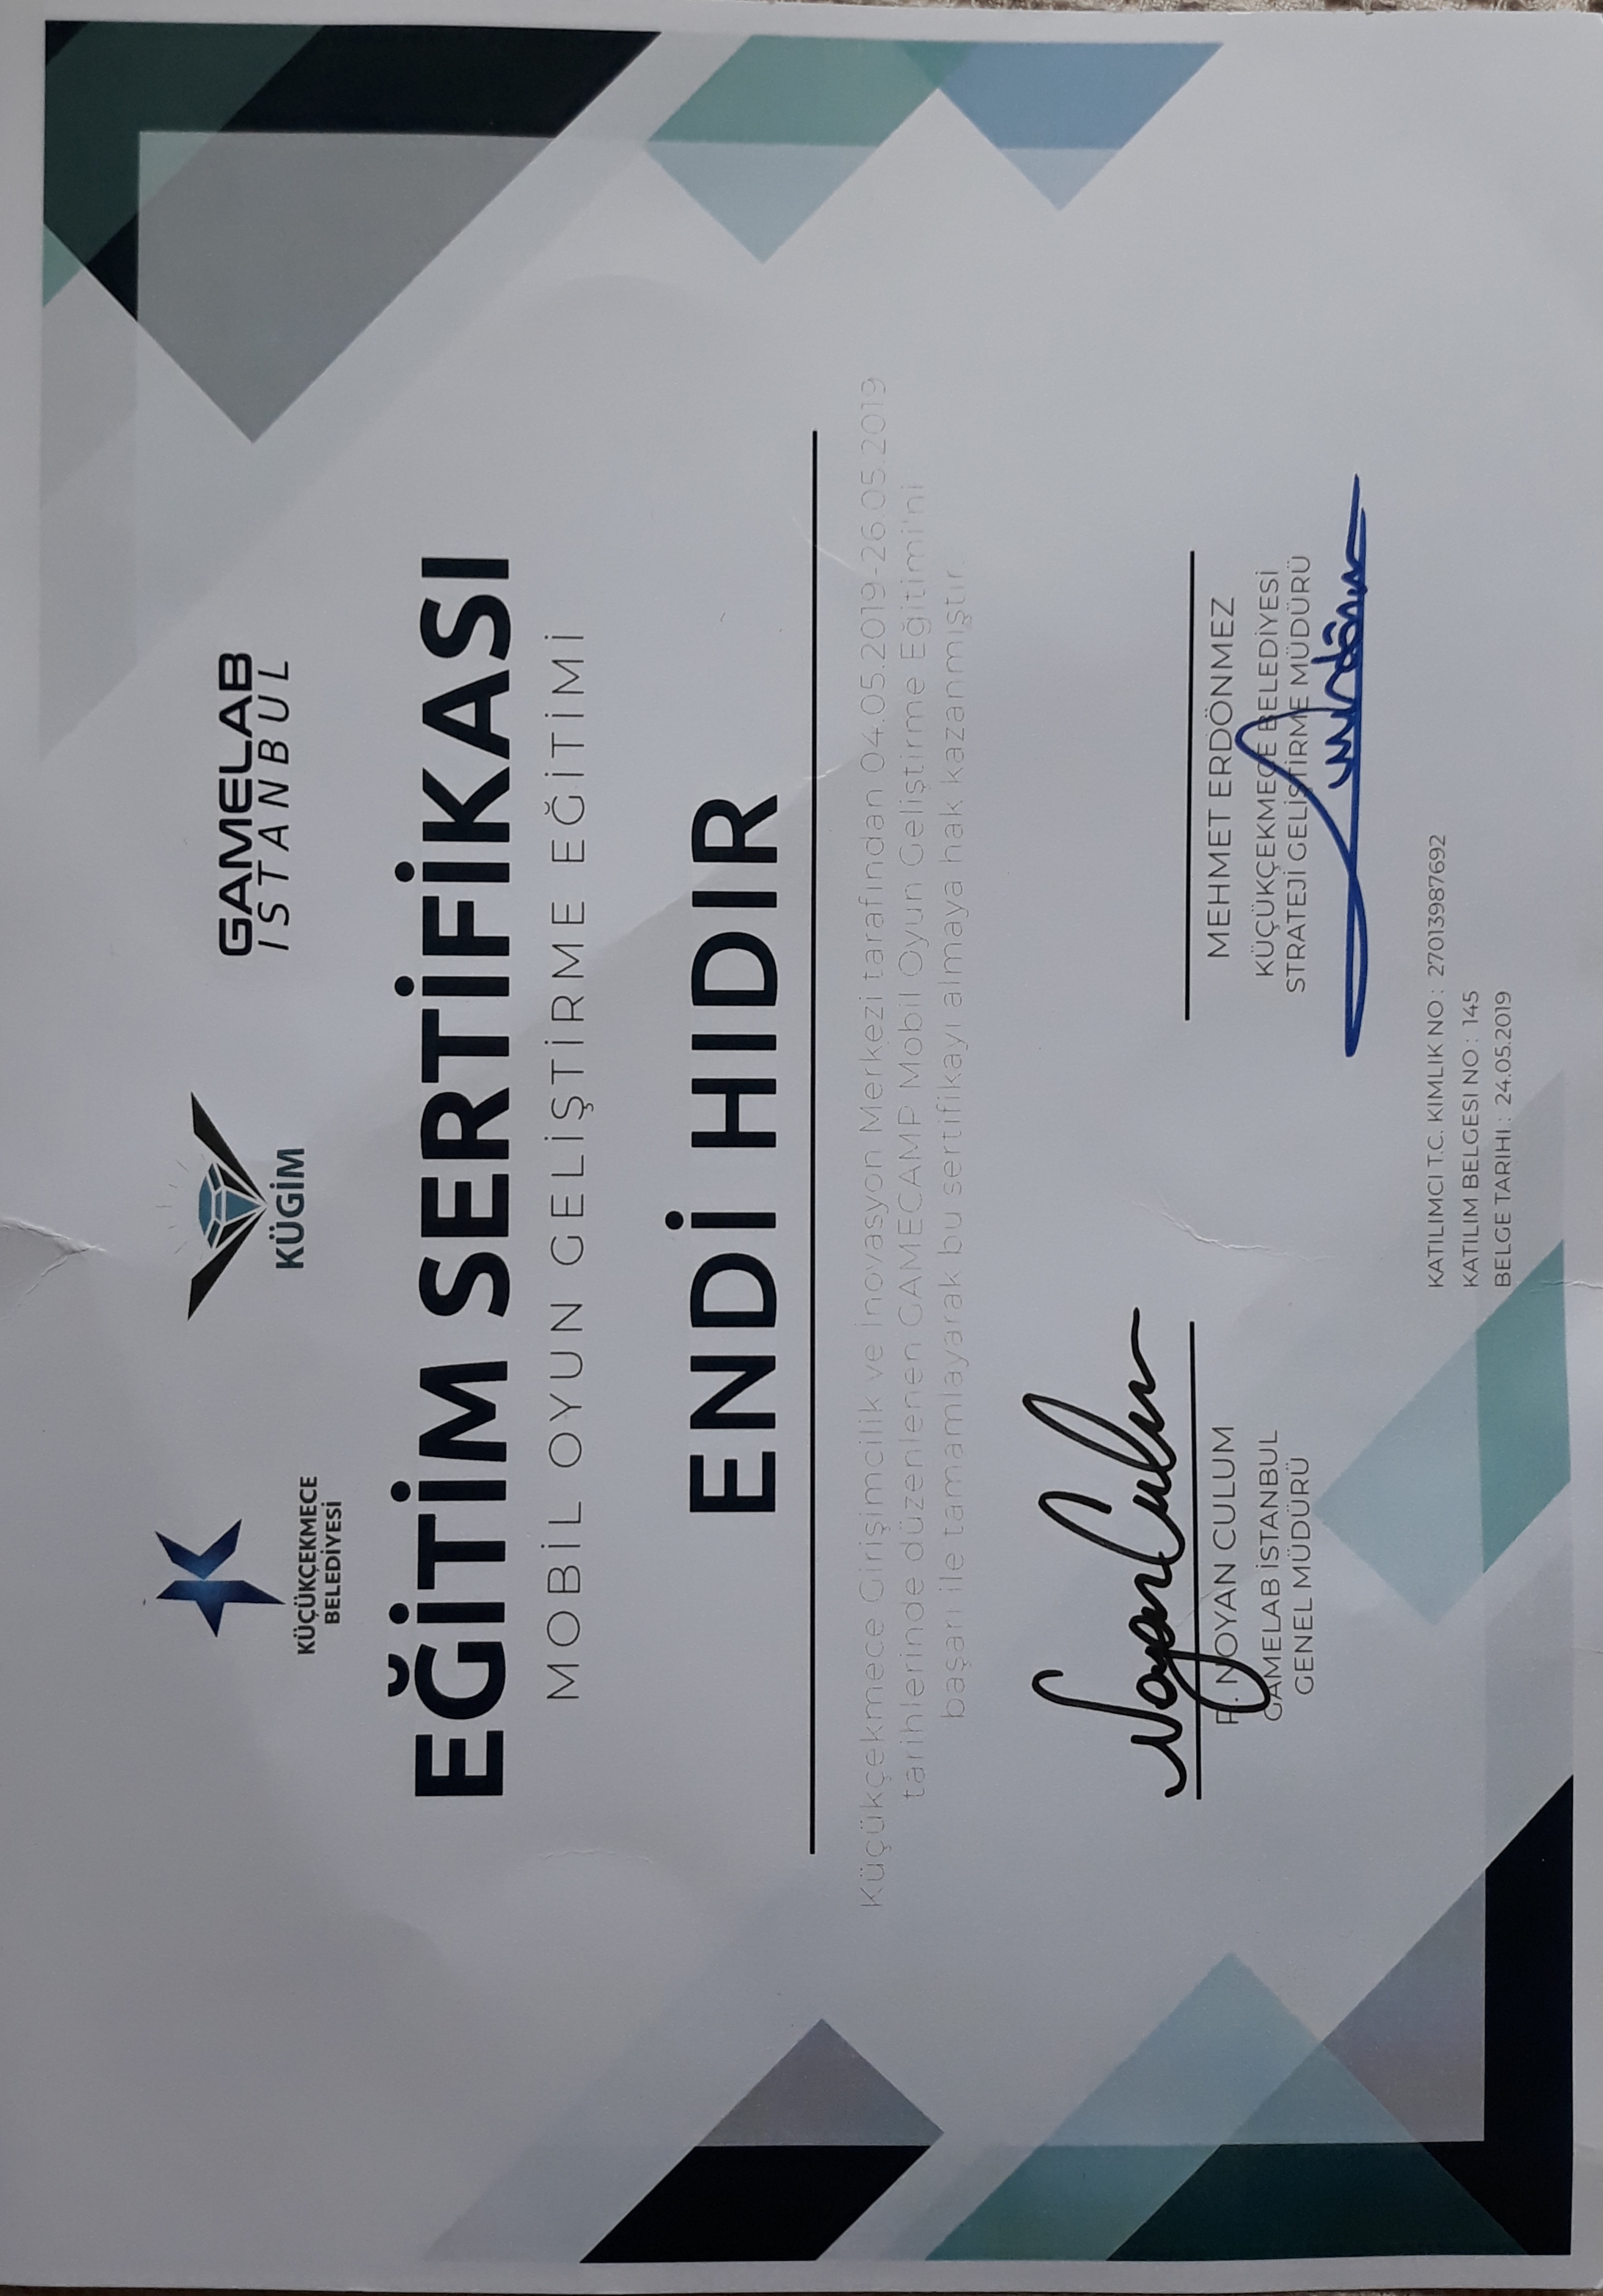 KÜÇÜKÇEKMECE
BELEDİYESİ
KÜGİM
GAMELAB
ISTANBUL
EĞİTİM SERTİFİKASI
MOBİL OYUN GELİŞTİRME EĞİTİMİ
ENDİ HIDIR
Küçükçekmece Girişimcilik ve İnovasyon Merkezi tarafından 04.05.2019-26.05.2019
tarihlerinde düzenlenen GAMECAMP Mobil Oyun Geliştirme Eğitimi'ni
başarı ile tamamlayarak bu sertifikayı almaya hak kazanmıştır.
Noyan Culum
NOYAN CULUM
GAMELAB İSTANBUL
GENEL MÜDÜRÜ
MEHMET ERDÖNMEZ
KÜÇÜKÇEKMECE BELEDİYESİ
STRATEJİ GELİŞTİRME MÜDÜRÜ
KATILIMCI T.C. KIMLIK NO : 27013987692
KATILIM BELGESI NO : 145
BELGE TARIHI : 24.05.2019